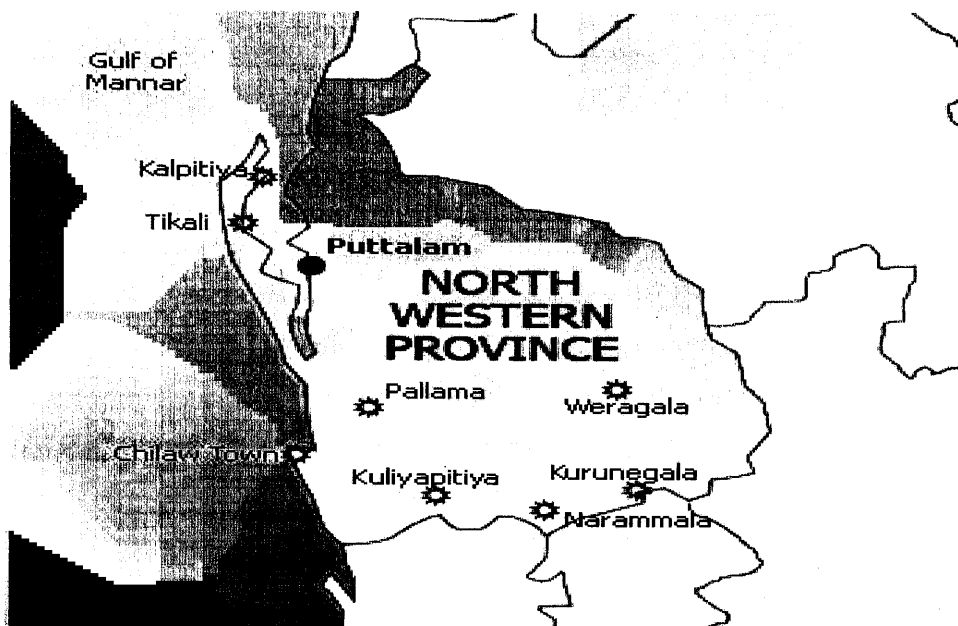 Gulf of
Mannar
Kalpitiya
Tikali
Puttalam
NORTH
WESTERN
PROVINCE
Pallama
Weragala
Chilaw Town
Kuliyapitiya
Kurunegala
Narammala